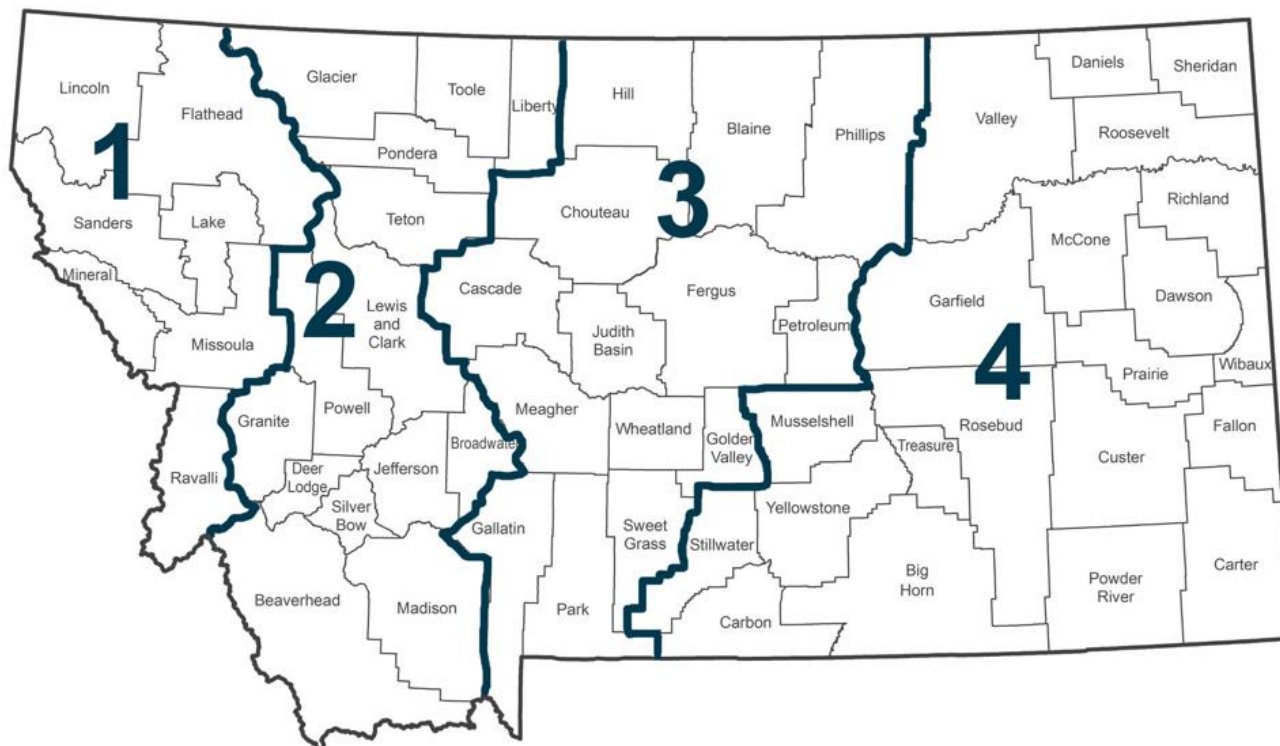 Lincoln
Flathead
Glacier
Toole
Liberty
Hill
Blaine
Phillips
Valley
Daniels
Sheridan
Roosevelt
1
Pondera
Sanders
Lake
Teton
Chouteau
3
McCone
Richland
Mineral
2
Lewis
and
Clark
Cascade
Fergus
Garfield
Dawson
Missoula
Judith
Basin
Petroleum
4
Wibaux
Prairie
Granite
Powell
Meagher
Wheatland
Golden
Valley
Musselshell
Rosebud
Treasure
Custer
Fallon
Ravalli
Deer
Lodge
Jefferson
Broadwater
Silver
Bow
Gallatin
Sweet
Grass
Stillwater
Yellowstone
Beaverhead
Madison
Park
Carbon
Big
Horn
Powder
River
Carter